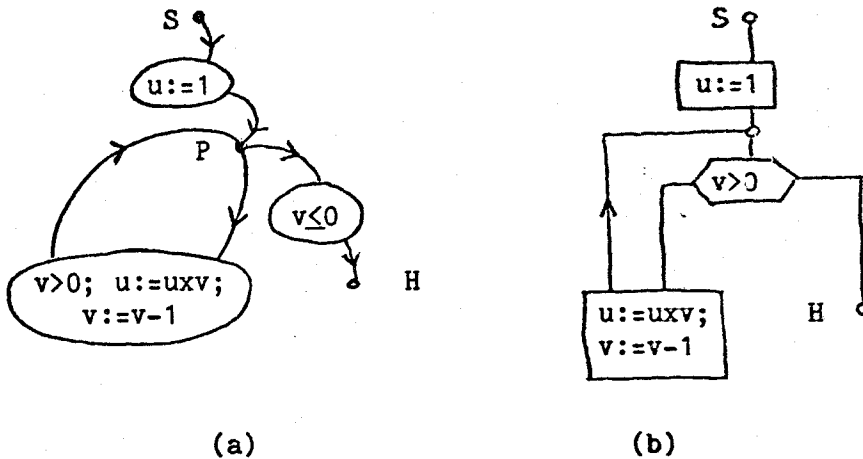 S
u:=1
P
v≤0
v>0; u:=uxv;
v:=v-1
H
(a)
S
u:=1
v>0
u:=uxv;
v:=v-1
H
(b)